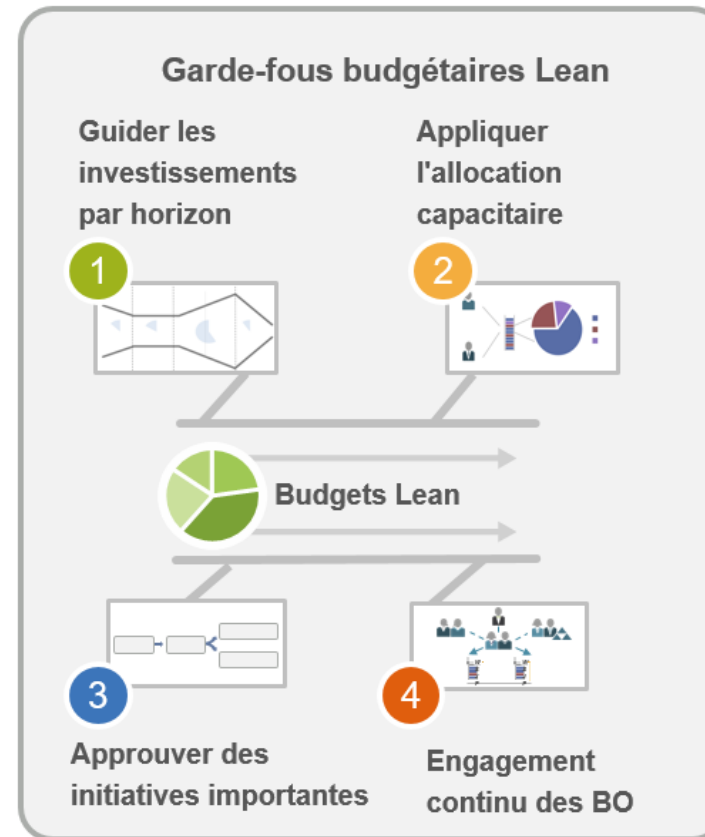 Garde-fous budgétaires Lean
Guider les
investissements
par horizon
Appliquer
l'allocation
capacitaire
1
2
Budgets Lean
3
4
Approuver des
initiatives importantes
Engagement
continu des BO